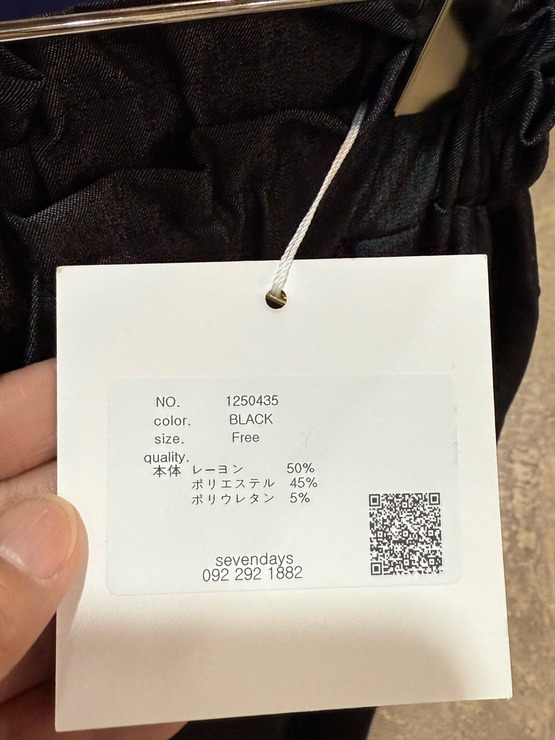 NO. 1250435
color. BLACK
size. Free
quality.
本体 レーヨン 50%
ポリエステル 45%
ポリウレタン 5%
sevendays
092 292 1882